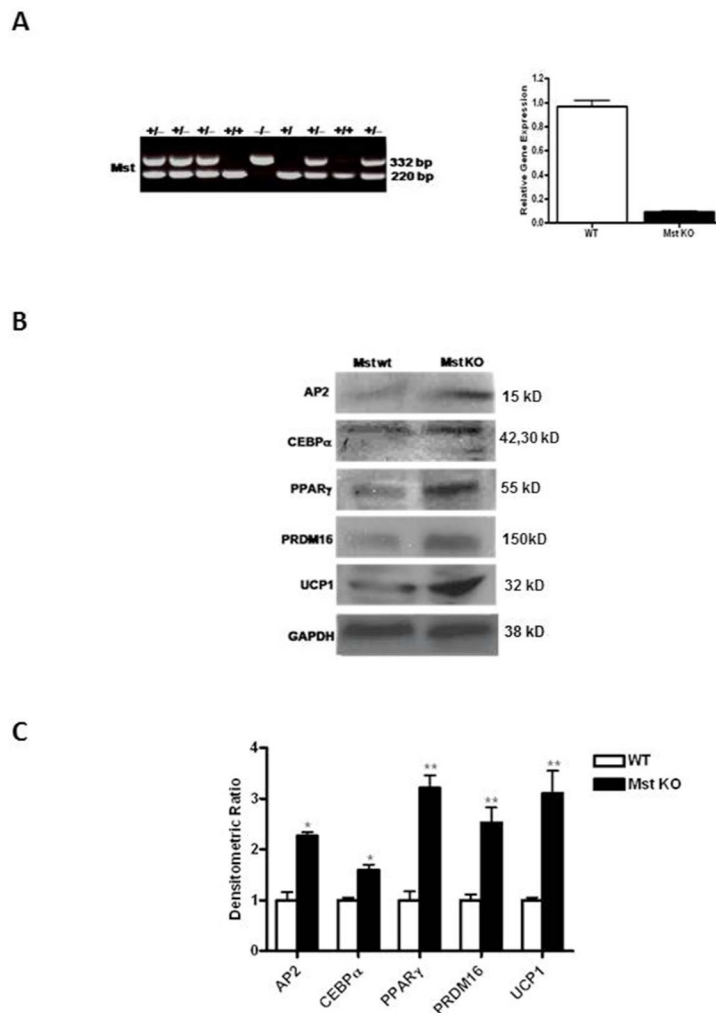 A
+/– +/– +/– +/+ –/– +/ +/– +/+ +/–
Mst
332 bp
220 bp
Relative Gene Expression
1.2
1.0
0.8
0.6
0.4
0.2
0.0
WT
Mst KO
B
Mst wt
Mst KO
AP2
15 kD
CEBPα
42,30 kD
PPARγ
55 kD
PRDM16
150kD
UCP1
32 kD
GAPDH
38 kD
C
Densitometric Ratio
4
3
2
1
0
* * ** ** **
WT
Mst KO
AP2
CEBPα
PPARγ
PRDM16
UCP1